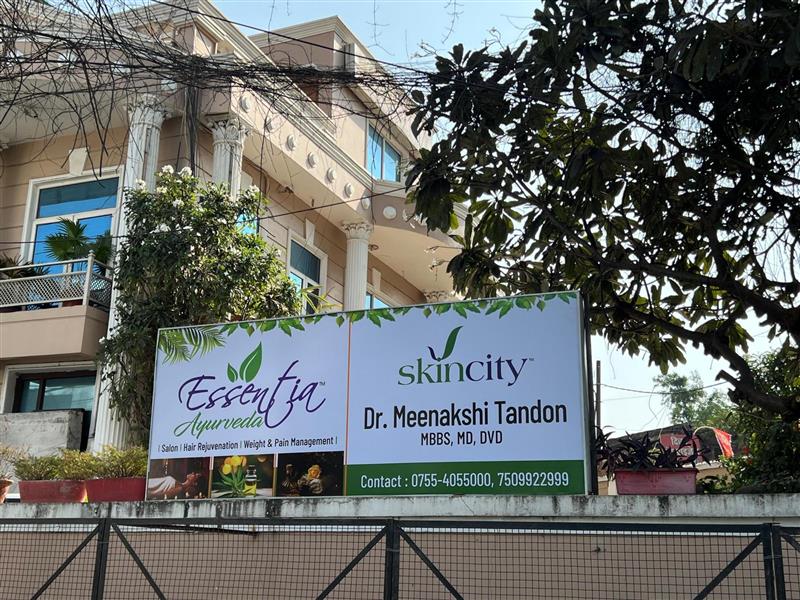 Essentia™
Ayurveda
| Salon | Hair Rejuvenation | Weight & Pain Management |
skincity™
Dr. Meenakshi Tandon
MBBS, MD, DVD
Contact : 0755-4055000, 7509922999